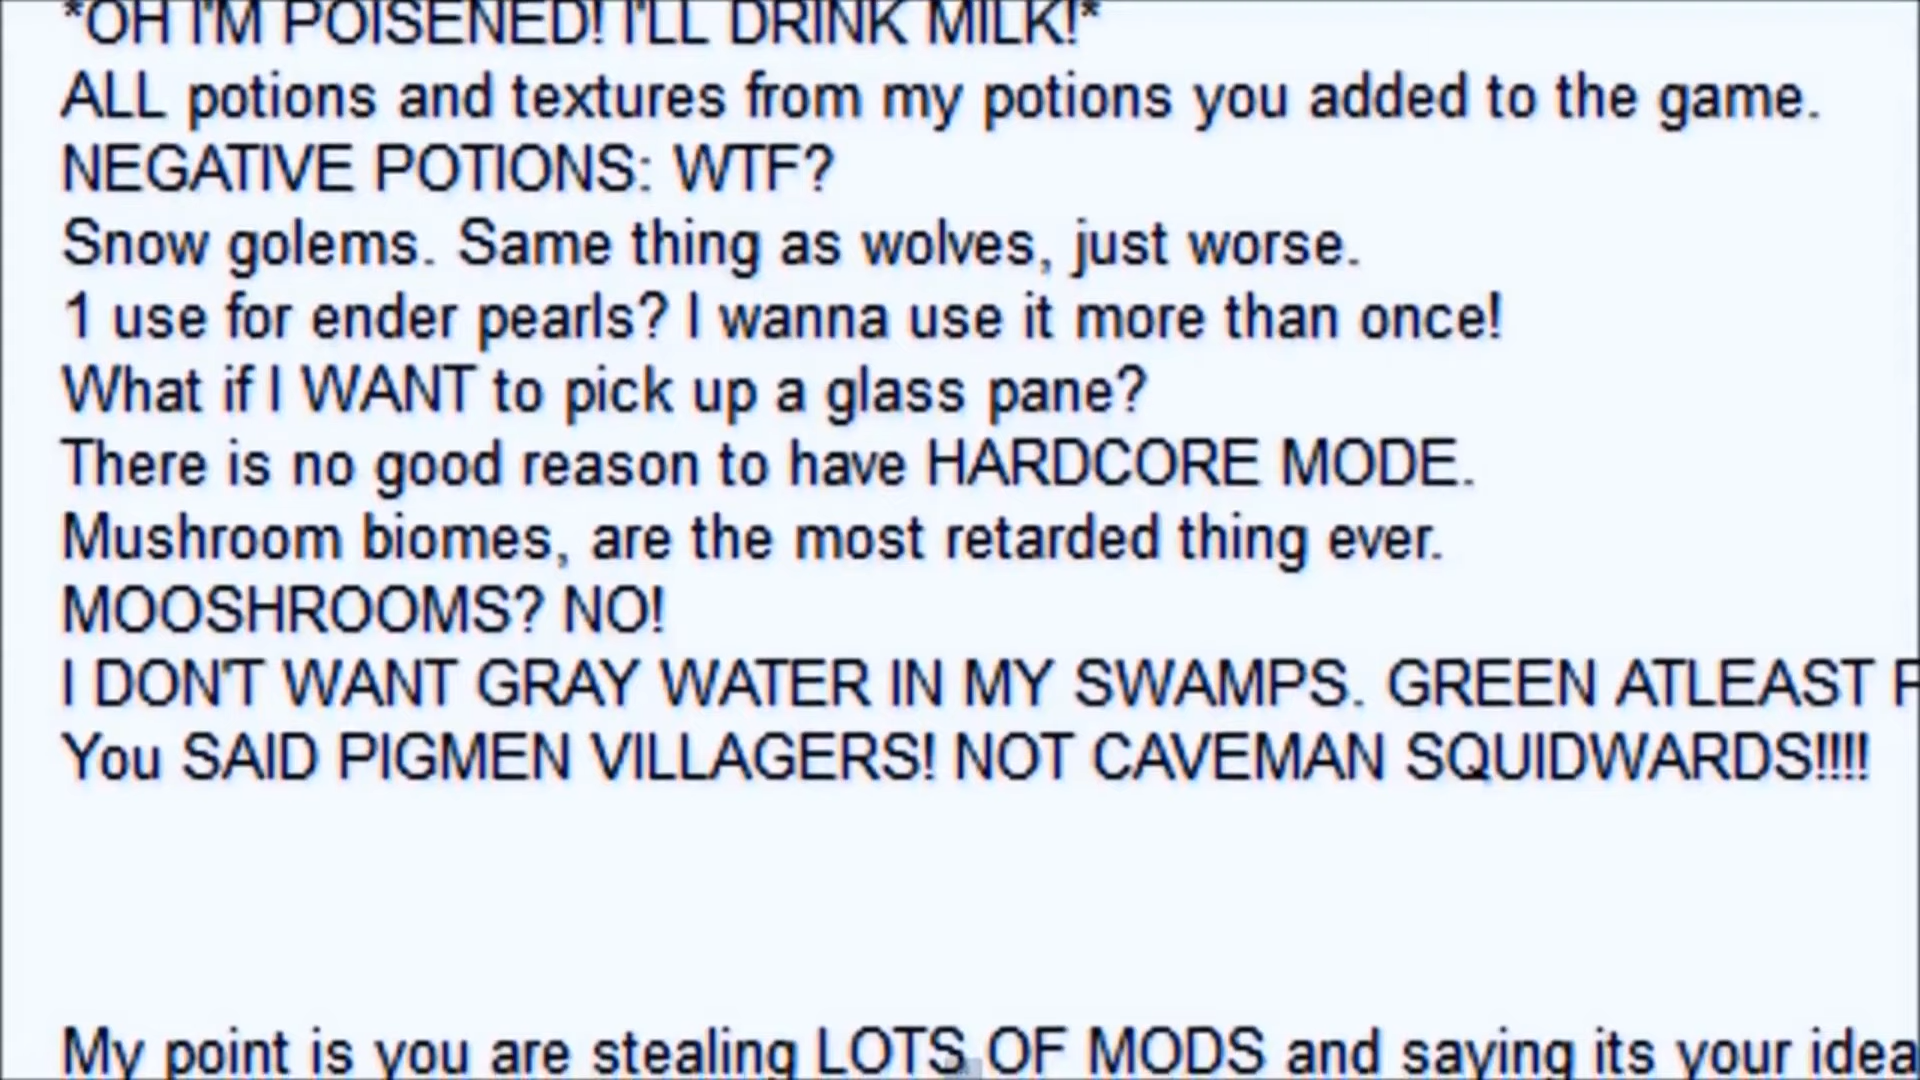 *OH I'M POISENED! I'LL DRINK MILK!*
ALL potions and textures from my potions you added to the game.
NEGATIVE POTIONS: WTF?
Snow golems. Same thing as wolves, just worse.
1 use for ender pearls? I wanna use it more than once!
What if I WANT to pick up a glass pane?
There is no good reason to have HARDCORE MODE.
Mushroom biomes, are the most retarded thing ever.
MOOSHROOMS? NO!
I DON'T WANT GRAY WATER IN MY SWAMPS. GREEN ATLEAST
You SAID PIGMEN VILLAGERS! NOT CAVEMAN SQUIDWARDS!!!!
My point is you are stealing LOTS OF MODS and saying its your idea